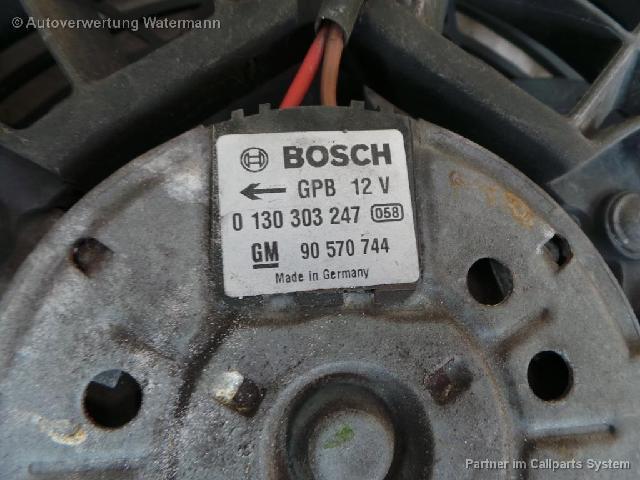 © Autoverwertung Watermann
BOSCH
← GPB 12 V
0 130 303 247 058
GM 90 570 744
Made in Germany
Partner im Callparts System